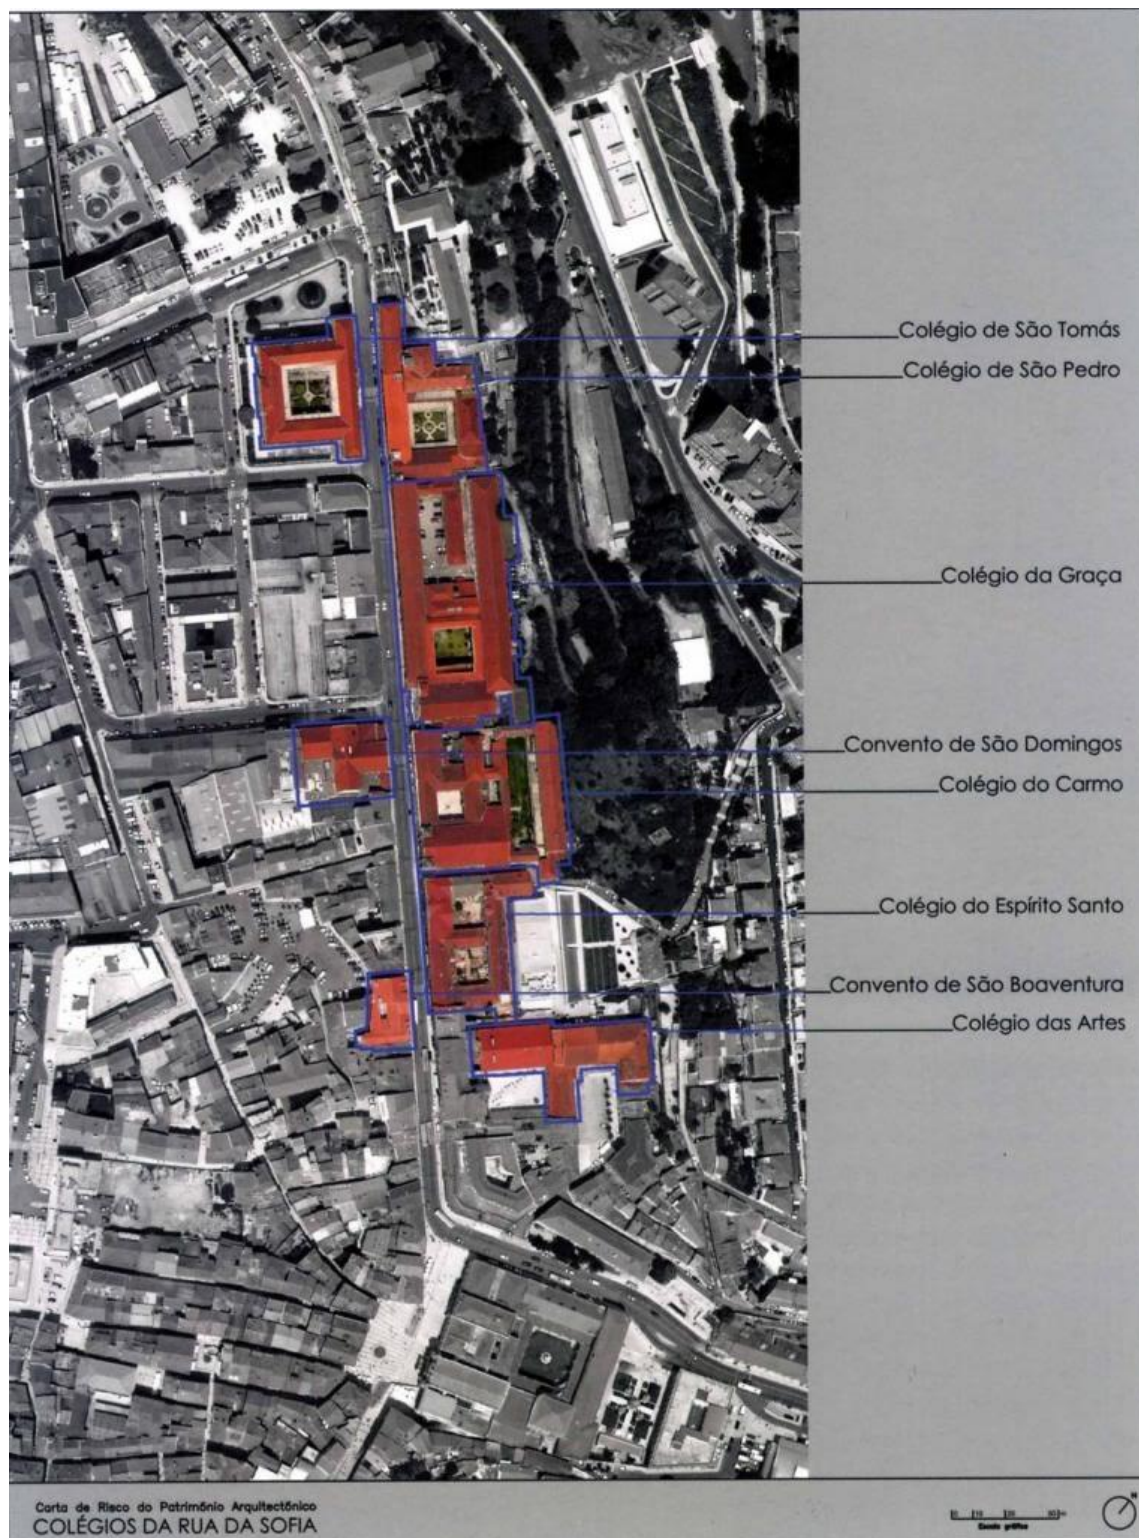 Colégio de São Tomás
Colégio de São Pedro
Colégio da Graça
Convento de São Domingos
Colégio do Carmo
Colégio do Espírito Santo
Convento de São Boaventura
Colégio das Artes
Carta de Risco do Património Arquitectónico
COLÉGIOS DA RUA DA SOFIA
Escala gráfica
N